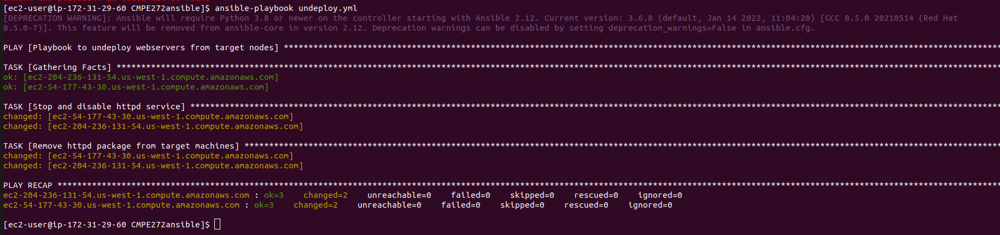 [ec2-user@ip-172-31-29-60 CMPE272ansible]$ ansible-playbook undeploy.yml
[DEPRECATION WARNING]: Ansible will require Python 3.8 or newer on the controller starting with Ansible 2.12. Current version: 3.6.8 (default, Jan 14 2022, 11:04:20) [GCC 8.5.0 20210514 (Red Hat
8.5.0-7)]. This feature will be removed from ansible-core in version 2.12. Deprecation warnings can be disabled by setting deprecation_warnings=False in ansible.cfg.
PLAY [Playbook to undeploy webservers from target nodes] **************************************************************************************************************************************************
TASK [Gathering Facts] ************************************************************************************************************************************************************************************
ok: [ec2-204-236-131-54.us-west-1.compute.amazonaws.com]
ok: [ec2-54-177-43-30.us-west-1.compute.amazonaws.com]
TASK [Stop and disable httpd service] *********************************************************************************************************************************************************************
changed: [ec2-54-177-43-30.us-west-1.compute.amazonaws.com]
changed: [ec2-204-236-131-54.us-west-1.compute.amazonaws.com]
TASK [Remove httpd package from target machines] **********************************************************************************************************************************************************
changed: [ec2-54-177-43-30.us-west-1.compute.amazonaws.com]
changed: [ec2-204-236-131-54.us-west-1.compute.amazonaws.com]
PLAY RECAP ************************************************************************************************************************************************************************************************
ec2-204-236-131-54.us-west-1.compute.amazonaws.com : ok=3    changed=2    unreachable=0    failed=0    skipped=0    rescued=0    ignored=0
ec2-54-177-43-30.us-west-1.compute.amazonaws.com : ok=3    changed=2    unreachable=0    failed=0    skipped=0    rescued=0    ignored=0
[ec2-user@ip-172-31-29-60 CMPE272ansible]$